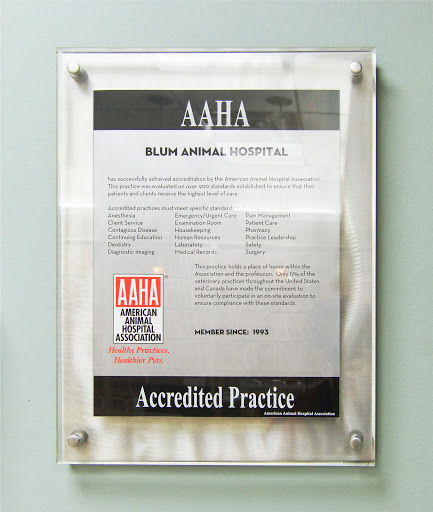 AAHA
BLUM ANIMAL HOSPITAL
has successfully achieved accreditation by the American Animal Hospital Association.
This practice was evaluated on over 900 standards established to ensure that their
patients and clients receive the highest level of care.
Accredited practices must meet specific standards:
Anesthesia Emergency/Urgent Care Pain Management
Client Service Examination Room Patient Care
Contagious Disease Housekeeping Pharmacy
Continuing Education Human Resources Practice Leadership
Dentistry Laboratory Safety
Diagnostic Imaging Medical Records Surgery
This practice holds a place of honor within the
Association and the profession. Only 17% of the
veterinary practices throughout the United States
and Canada have made the commitment to
voluntarily participate in an on-site evaluation to
ensure compliance with these standards.
AAHA
AMERICAN
ANIMAL
HOSPITAL
ASSOCIATION
Healthy Practices.
Healthier Pets.
MEMBER SINCE: 1993
Accredited Practice
American Animal Hospital Association